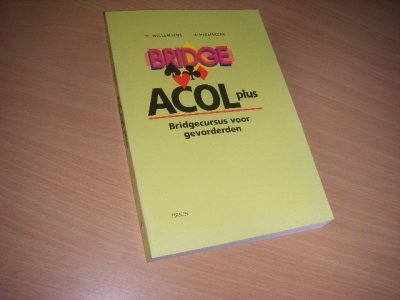 BRIDGE
ACOL plus
Bridgecursus voor
gevorderden